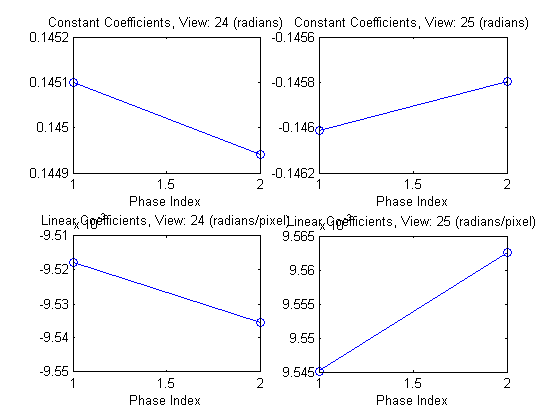 Constant Coefficients, View: 24 (radians)
0.1452
0.1451
0.145
0.1449
1 1.5 2
Phase Index
Constant Coefficients, View: 25 (radians)
-0.1456
-0.1458
-0.146
-0.1462
1 1.5 2
Phase Index
Linear Coefficients, View: 24 (radians/pixel)
x 10^-3
-9.51
-9.52
-9.53
-9.54
-9.55
1 1.5 2
Phase Index
Linear Coefficients, View: 25 (radians/pixel)
x 10^-3
9.565
9.56
9.555
9.55
9.545
1 1.5 2
Phase Index